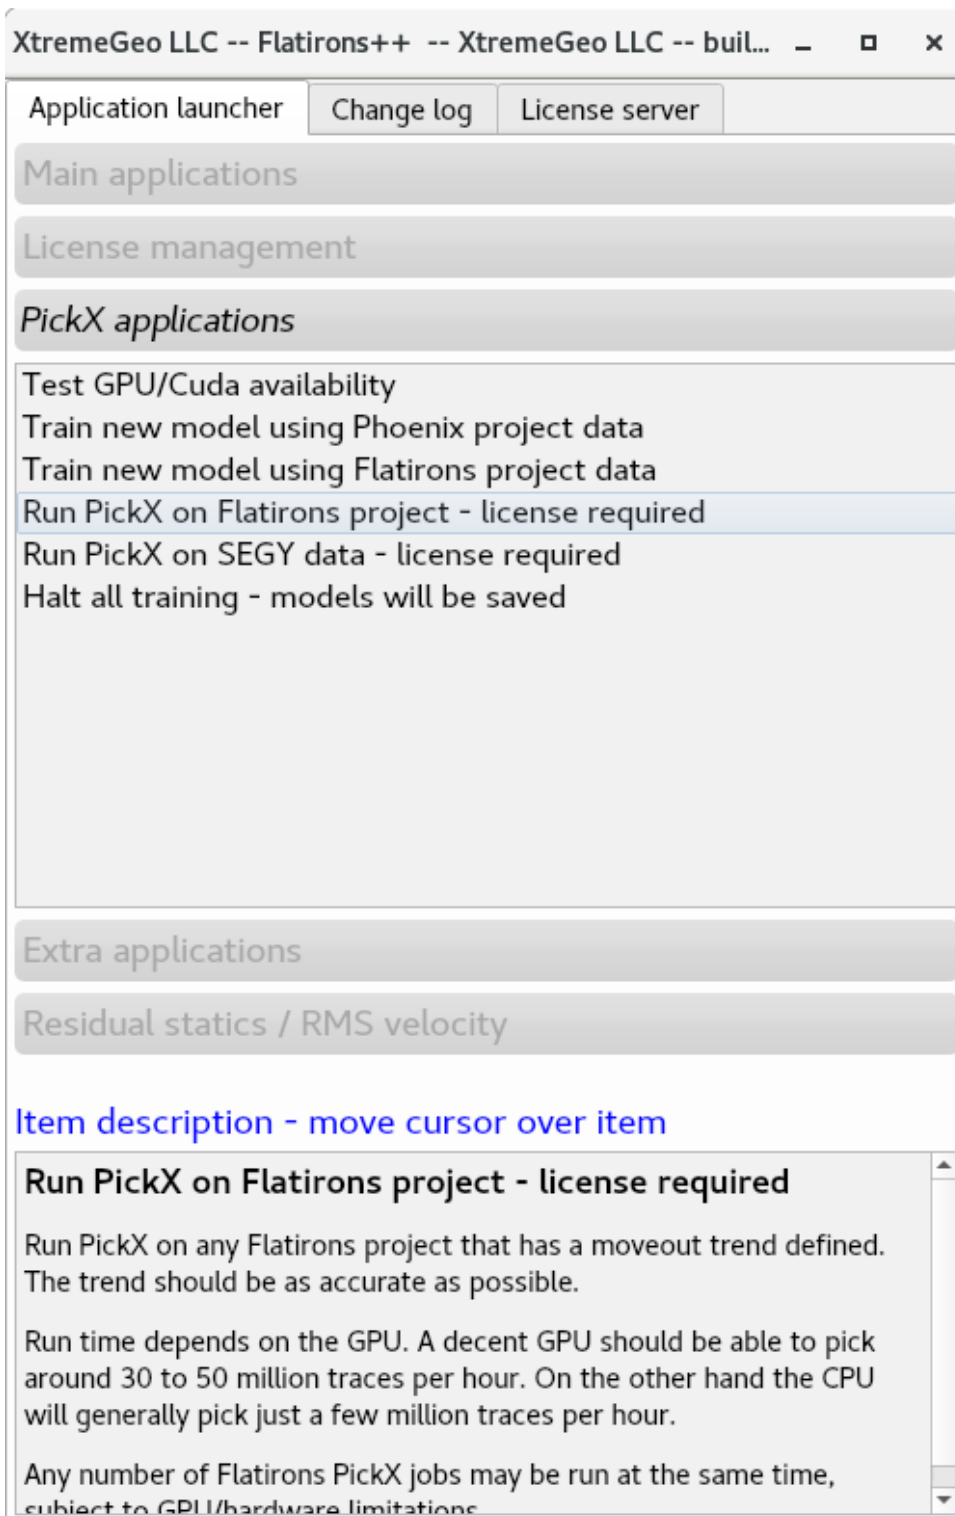 XtremeGeo LLC -- Flatirons++ -- XtremeGeo LLC -- buil...
Application launcher
Change log
License server
Main applications
License management
PickX applications
Test GPU/Cuda availability
Train new model using Phoenix project data
Train new model using Flatirons project data
Run PickX on Flatirons project - license required
Run PickX on SEGY data - license required
Halt all training - models will be saved
Extra applications
Residual statics / RMS velocity
Item description - move cursor over item
Run PickX on Flatirons project - license required
Run PickX on any Flatirons project that has a moveout trend defined.
The trend should be as accurate as possible.
Run time depends on the GPU. A decent GPU should be able to pick
around 30 to 50 million traces per hour. On the other hand the CPU
will generally pick just a few million traces per hour.
Any number of Flatirons PickX jobs may be run at the same time,
subject to GPU/hardware limitations